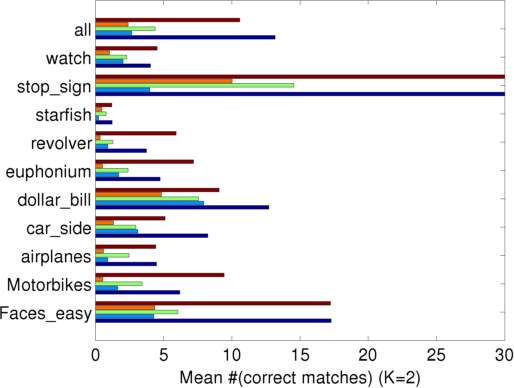 all
watch
stop_sign
starfish
revolver
euphonium
dollar_bill
car_side
airplanes
Motorbikes
Faces_easy
0 5 10 15 20 25 30
Mean #(correct matches) (K=2)